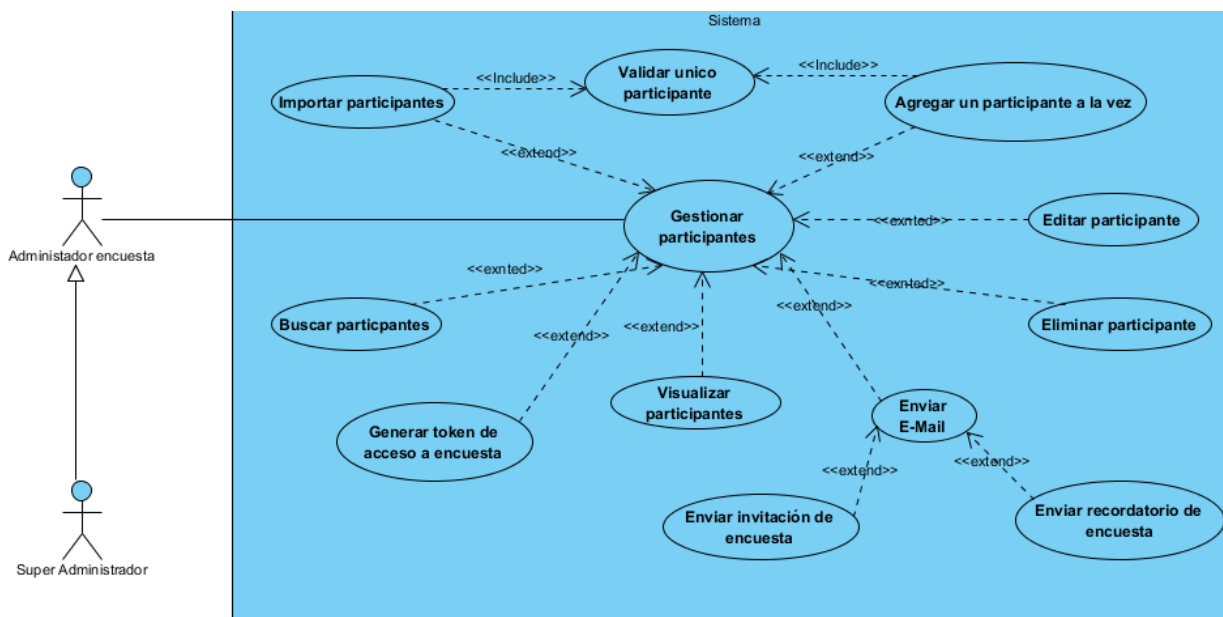 Sistema
<<Include>>
Validar unico
participante
<<Include>>
Importar participantes
Agregar un participante a la vez
<<extend>>
<<extend>>
Gestionar
participantes
<<exnted>>
Editar participante
Administador encuesta
<<exnted>>
<<exnted>>
Buscar particpantes
<<extend>>
<<extend>>
<<extend>>
Eliminar participante
Visualizar
participantes
Enviar
E-Mail
Generar token de
acceso a encuesta
<<extend>>
<<extend>>
Enviar invitación de
encuesta
Enviar recordatorio de
encuesta
Super Administrador